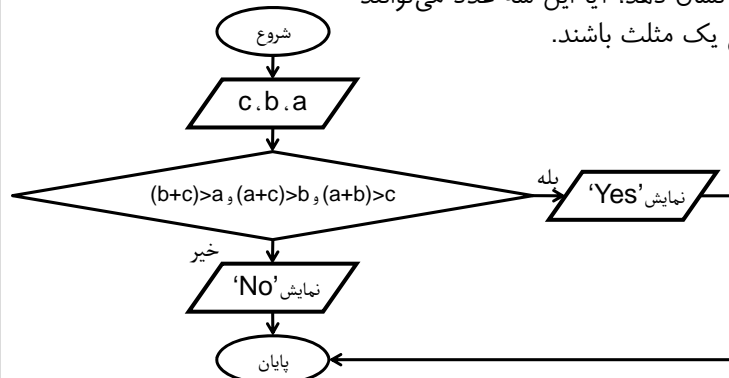 نشان دهد، آیا این سه عدد می‌توانند
یک مثلث باشند.
شروع
c، b، a
(b+c)>a و (a+c)>b و (a+b)>c
بله
نمایش 'Yes'
خیر
نمایش 'No'
پایان